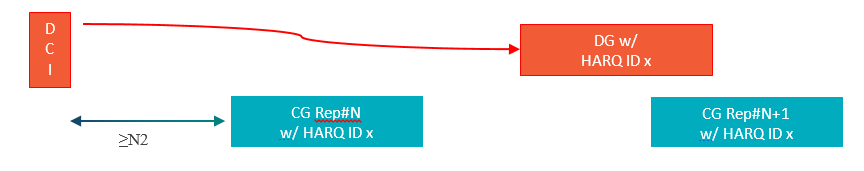 D
C
I
DG w/
HARQ ID x
CG Rep#N
w/ HARQ ID x
CG Rep#N+1
w/ HARQ ID x
≥N2